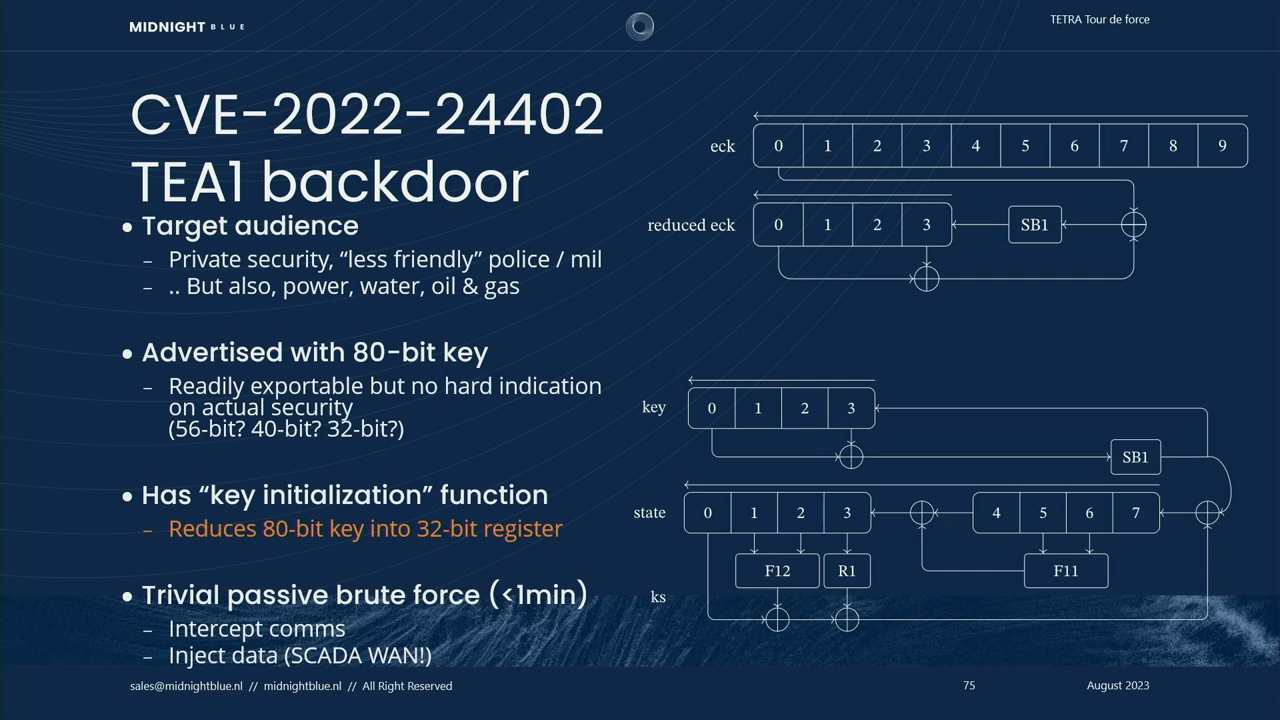 MIDNIGHT BLUE
TETRA Tour de force
CVE-2022-24402
TEA1 backdoor
• Target audience
– Private security, “less friendly” police / mil
– .. But also, power, water, oil & gas
• Advertised with 80-bit key
– Readily exportable but no hard indication
on actual security
(56-bit? 40-bit? 32-bit?)
• Has “key initialization” function
– Reduces 80-bit key into 32-bit register
• Trivial passive brute force (<1min)
– Intercept comms
– Inject data (SCADA WAN!)
eck 0 1 2 3 4 5 6 7 8 9
reduced eck 0 1 2 3 SB1
key 0 1 2 3
SB1
state 0 1 2 3 4 5 6 7
F12 R1 F11
ks
sales@midnightblue.nl // midnightblue.nl // All Right Reserved
75
August 2023